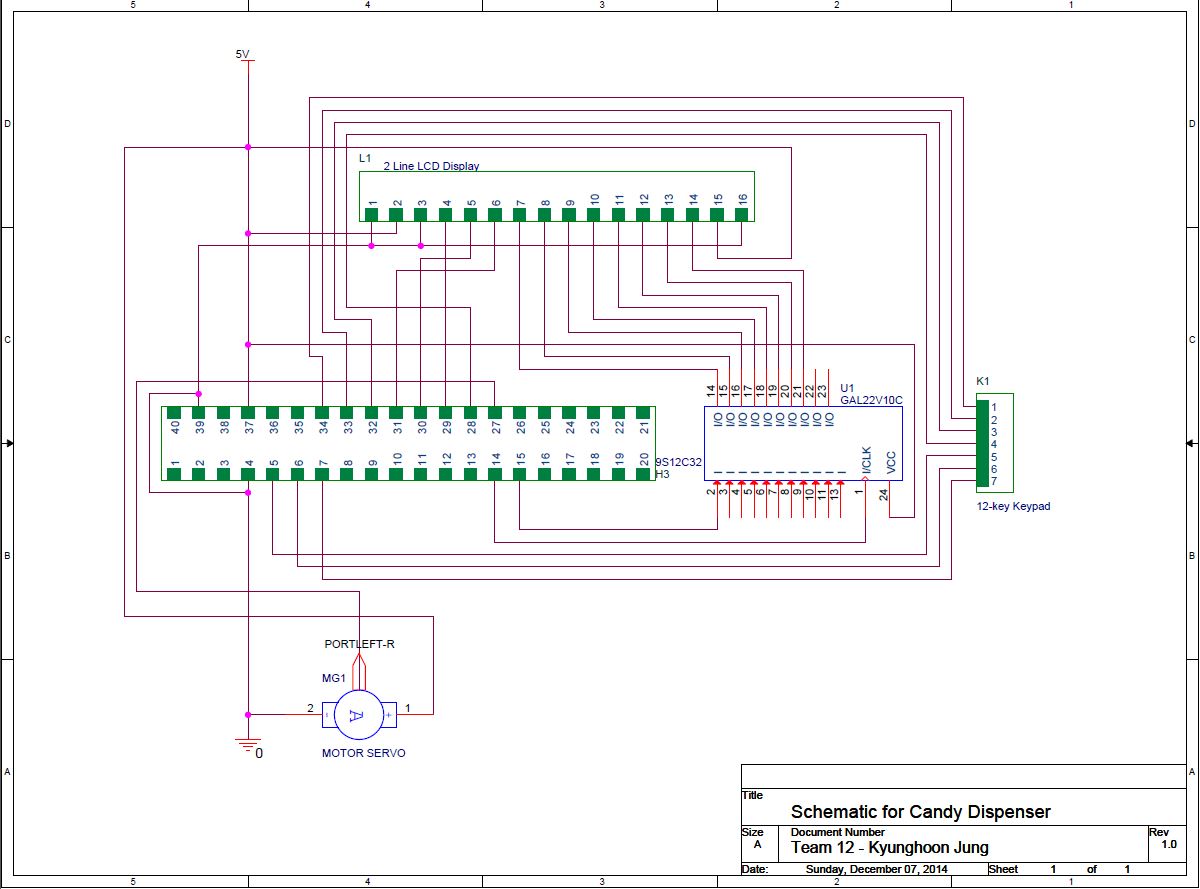 5 4 3 2 1
5V
D D
L1
2 Line LCD Display
1 2 3 4 5 6 7 8 9 10 11 12 13 14 15 16
C C
K1
14 15 16 17 18 19 20 21 22 23
U1
GAL22V10C
40 39 38 37 36 35 34 33 32 31 30 29 28 27 26 25 24 23 22 21
I/O I/O I/O I/O I/O I/O I/O I/O I/O I/O
1
2
3
4
5
6
7
1 2 3 4 5 6 7 8 9 10 11 12 13 14 15 16 17 18 19 20
9S12C32
H3
I I I I I I I I I I I I/CLK VCC
2 3 4 5 6 7 8 9 10 11 13 1 24
12-key Keypad
B B
PORTLEFT-R
MG1
2 - A + 1
0
MOTOR SERVO
A A
Title
Schematic for Candy Dispenser
Size Document Number Rev
A Team 12 - Kyunghoon Jung 1.0
Date: Sunday, December 07, 2014 Sheet 1 of 1
5 4 3 2 1